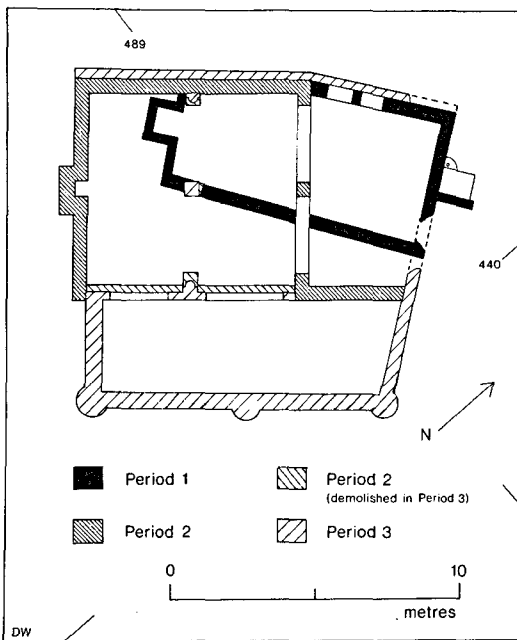 489
440
N
Period 1
Period 2
(demolished in Period 3)
Period 2
Period 3
0 10
metres
DW